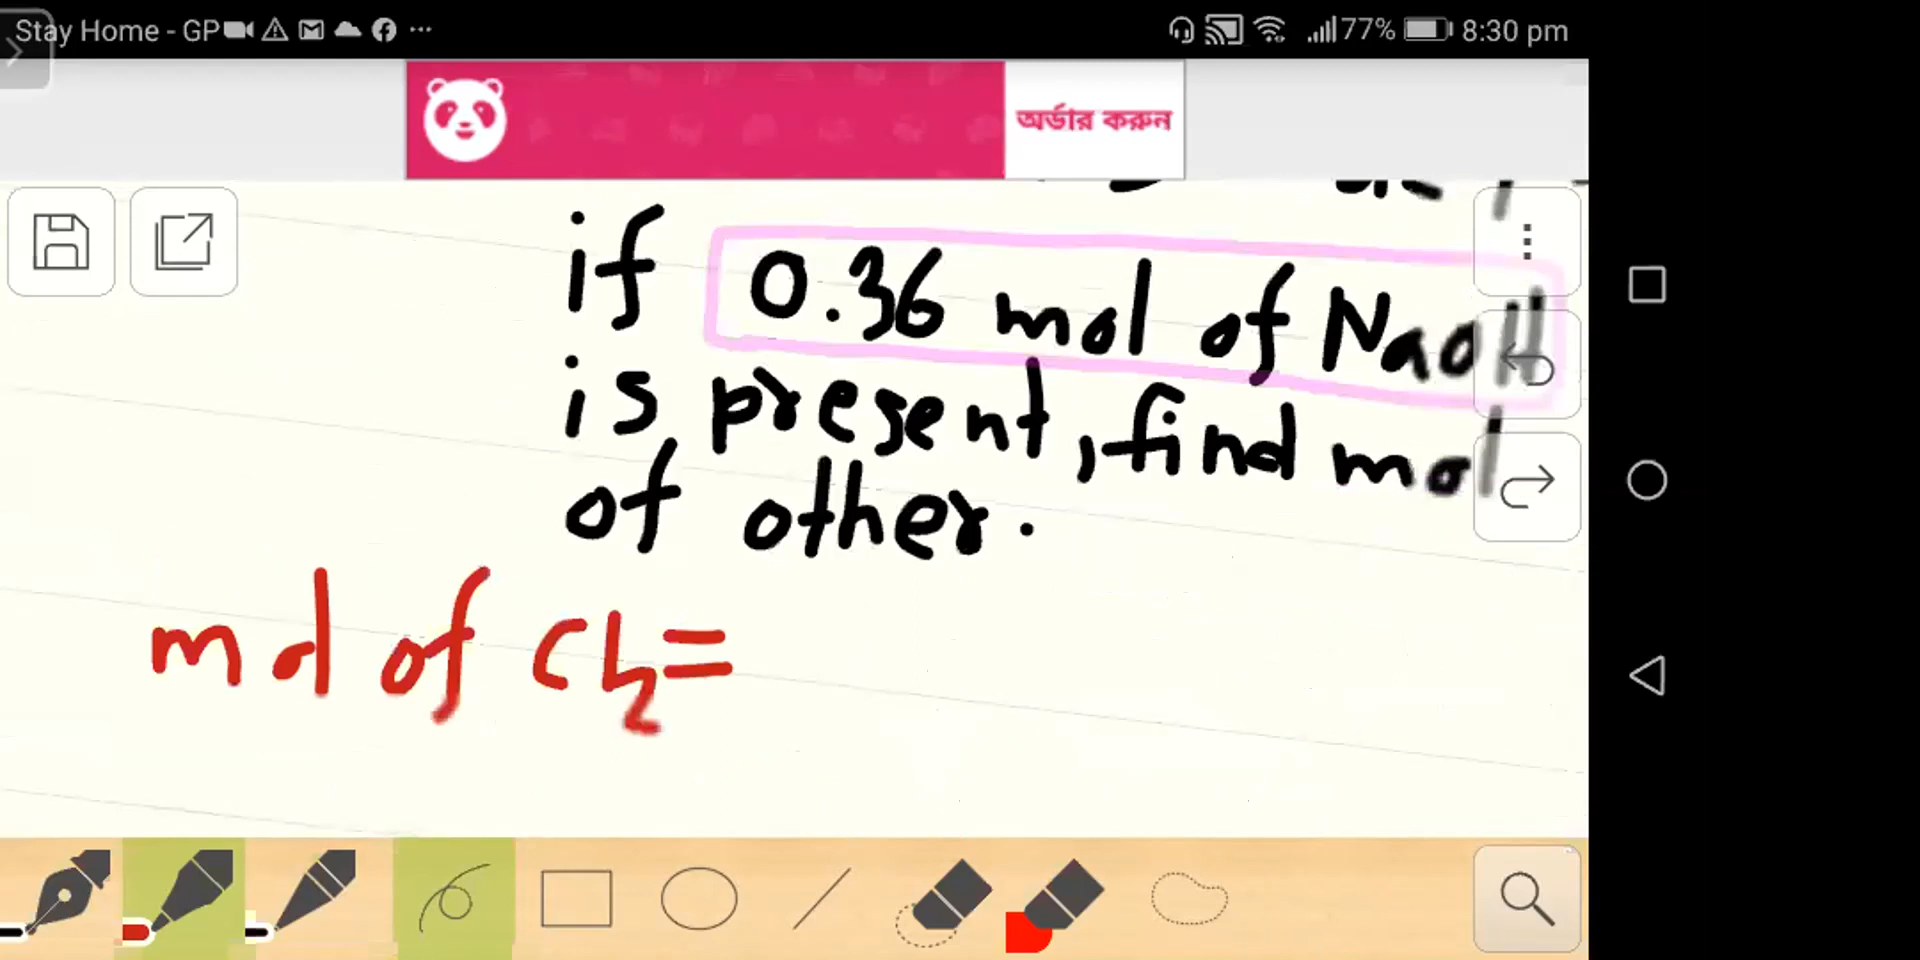 Stay Home - GP 77% 8:30 pm
অর্ডার করুন
if 0.36 mol of NaOH
is present, find mol
of other.
mol of Cl2=